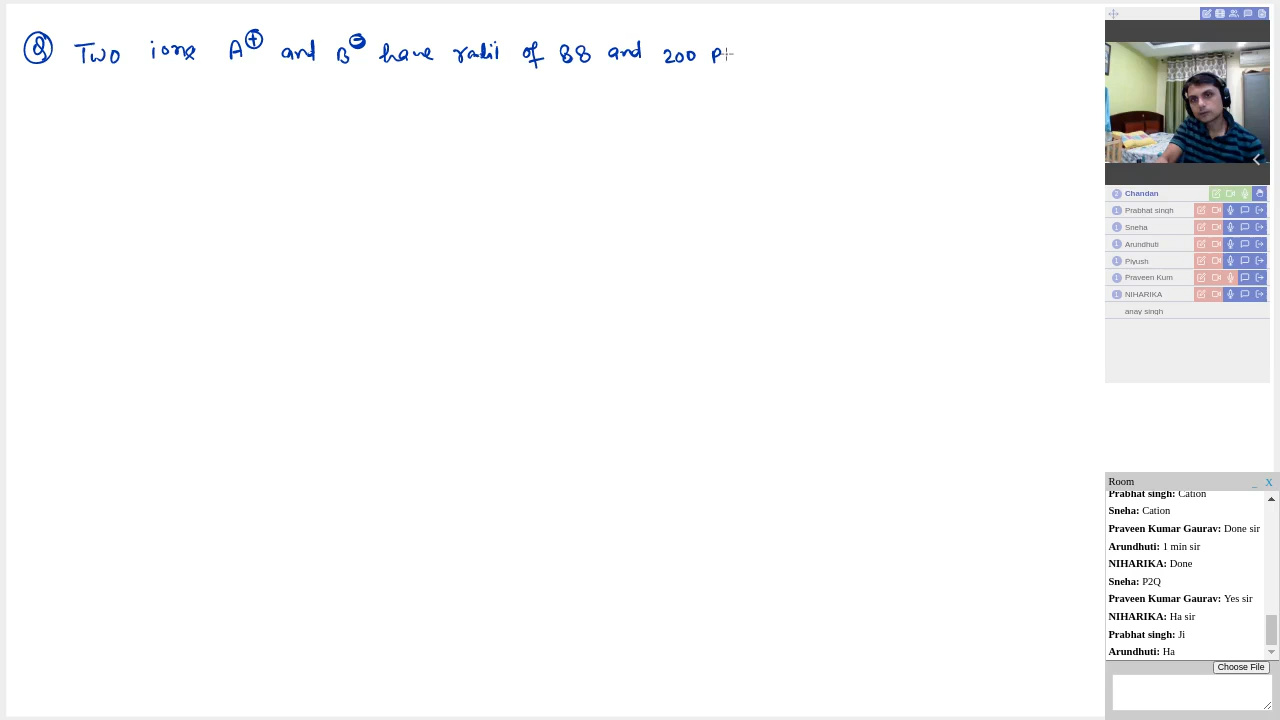 Q Two ions A+ and B- have radii of 88 and 200 p
Chandan
Prabhat singh
Sneha
Arundhuti
Piyush
Praveen Kum
NIHARIKA
anay singh
Room
_ X
Prabhat singh: Cation
Sneha: Cation
Praveen Kumar Gaurav: Done sir
Arundhuti: 1 min sir
NIHARIKA: Done
Sneha: P2Q
Praveen Kumar Gaurav: Yes sir
NIHARIKA: Ha sir
Prabhat singh: Ji
Arundhuti: Ha
Choose File